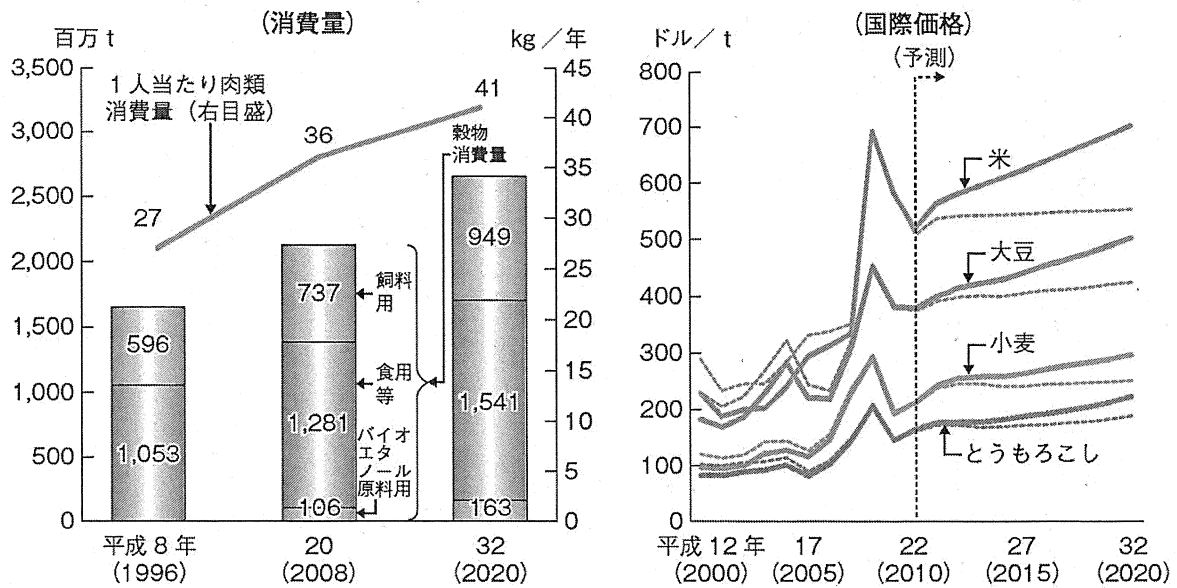 (消費量)
百万 t
kg／年
3,500
3,000
2,500
2,000
1,500
1,000
500
0
45
40
35
30
25
20
15
10
5
0
1人当たり肉類
消費量（右目盛）
27
36
41
穀物
消費量
596
1,053
737
1,281
106
949
1,541
163
飼料
用
食用
等
バイオ
エタ
ノール
原料用
平成 8 年
(1996)
20
(2008)
32
(2020)
(国際価格)
ドル／ t
(予測)
800
700
600
500
400
300
200
100
0
米
大豆
小麦
とうもろこし
平成 12 年
(2000)
17
(2005)
22
(2010)
27
(2015)
32
(2020)